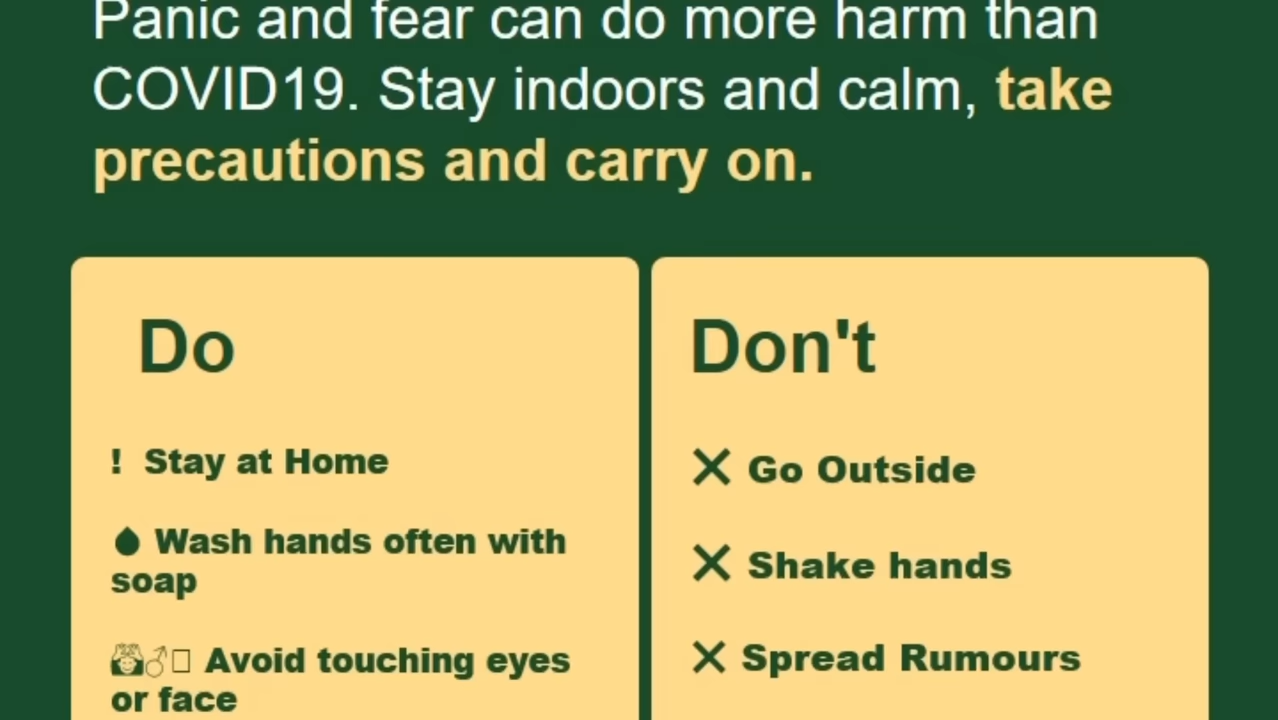 Panic and fear can do more harm than
COVID19. Stay indoors and calm, take
precautions and carry on.
Do
! Stay at Home
Wash hands often with
soap
Avoid touching eyes
or face
Don't
Go Outside
Shake hands
Spread Rumours